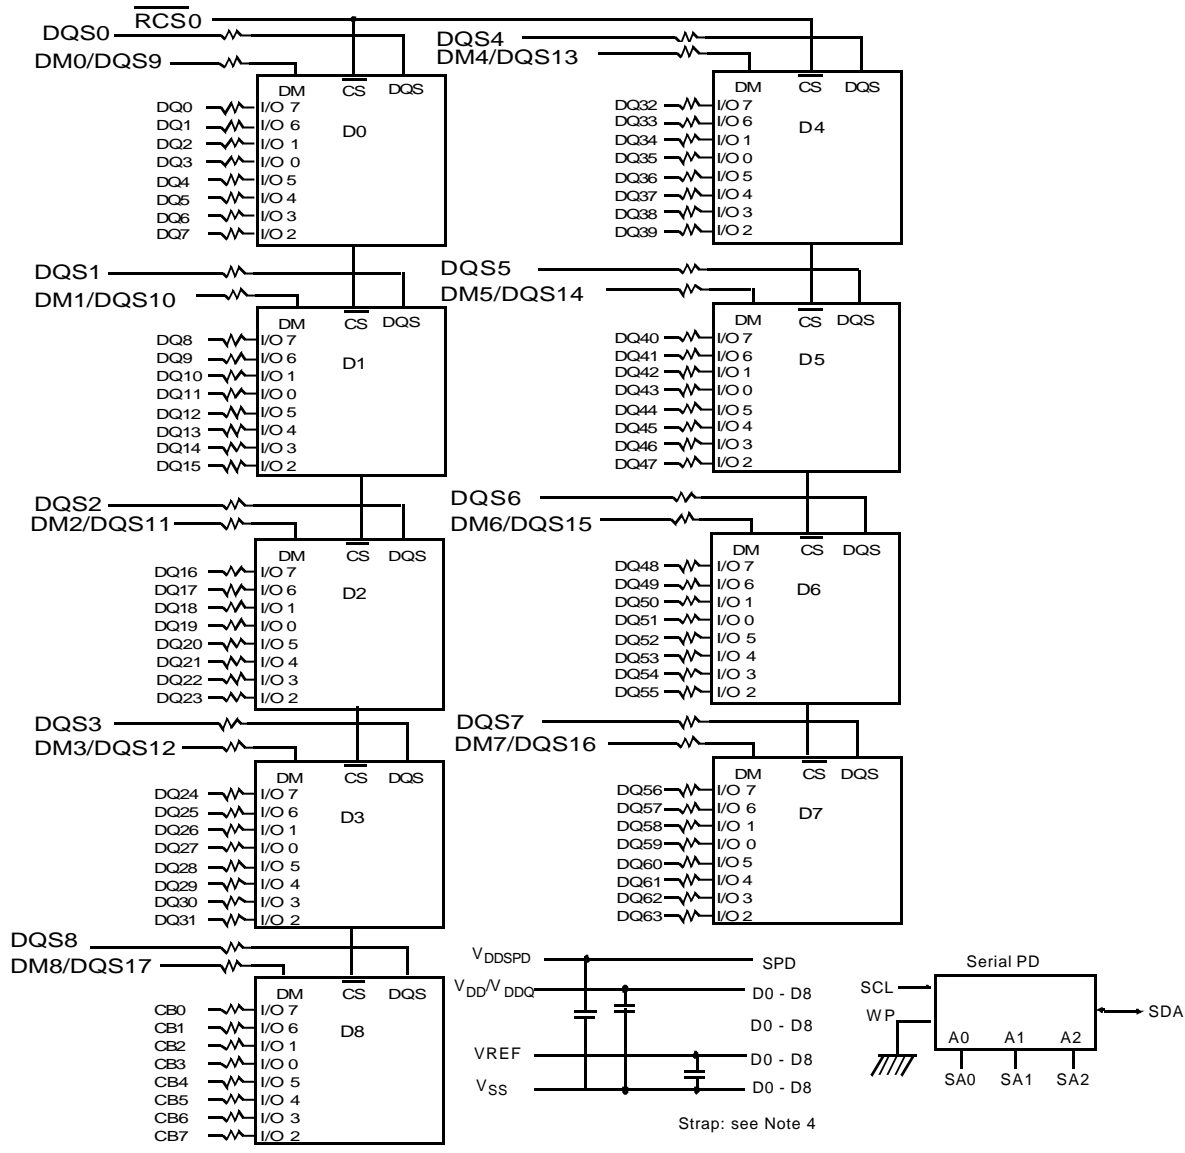 RCS0
DQS0
DM0/DQS9
DM CS DQS
D0
DQ0 I/O 7
DQ1 I/O 6
DQ2 I/O 1
DQ3 I/O 0
DQ4 I/O 5
DQ5 I/O 4
DQ6 I/O 3
DQ7 I/O 2
DQS1
DM1/DQS10
DM CS DQS
D1
DQ8 I/O 7
DQ9 I/O 6
DQ10 I/O 1
DQ11 I/O 0
DQ12 I/O 5
DQ13 I/O 4
DQ14 I/O 3
DQ15 I/O 2
DQS2
DM2/DQS11
DM CS DQS
D2
DQ16 I/O 7
DQ17 I/O 6
DQ18 I/O 1
DQ19 I/O 0
DQ20 I/O 5
DQ21 I/O 4
DQ22 I/O 3
DQ23 I/O 2
DQS3
DM3/DQS12
DM CS DQS
D3
DQ24 I/O 7
DQ25 I/O 6
DQ26 I/O 1
DQ27 I/O 0
DQ28 I/O 5
DQ29 I/O 4
DQ30 I/O 3
DQ31 I/O 2
DQS8
DM8/DQS17
DM CS DQS
D8
CB0 I/O 7
CB1 I/O 6
CB2 I/O 1
CB3 I/O 0
CB4 I/O 5
CB5 I/O 4
CB6 I/O 3
CB7 I/O 2
DQS4
DM4/DQS13
DM CS DQS
D4
DQ32 I/O 7
DQ33 I/O 6
DQ34 I/O 1
DQ35 I/O 0
DQ36 I/O 5
DQ37 I/O 4
DQ38 I/O 3
DQ39 I/O 2
DQS5
DM5/DQS14
DM CS DQS
D5
DQ40 I/O 7
DQ41 I/O 6
DQ42 I/O 1
DQ43 I/O 0
DQ44 I/O 5
DQ45 I/O 4
DQ46 I/O 3
DQ47 I/O 2
DQS6
DM6/DQS15
DM CS DQS
D6
DQ48 I/O 7
DQ49 I/O 6
DQ50 I/O 1
DQ51 I/O 0
DQ52 I/O 5
DQ53 I/O 4
DQ54 I/O 3
DQ55 I/O 2
DQS7
DM7/DQS16
DM CS DQS
D7
DQ56 I/O 7
DQ57 I/O 6
DQ58 I/O 1
DQ59 I/O 0
DQ60 I/O 5
DQ61 I/O 4
DQ62 I/O 3
DQ63 I/O 2
VDDSPD SPD
VDD/VDDQ D0 - D8
D0 - D8
VREF D0 - D8
VSS D0 - D8
Strap: see Note 4
Serial PD
SCL
WP
SDA
A0 A1 A2
SA0 SA1 SA2